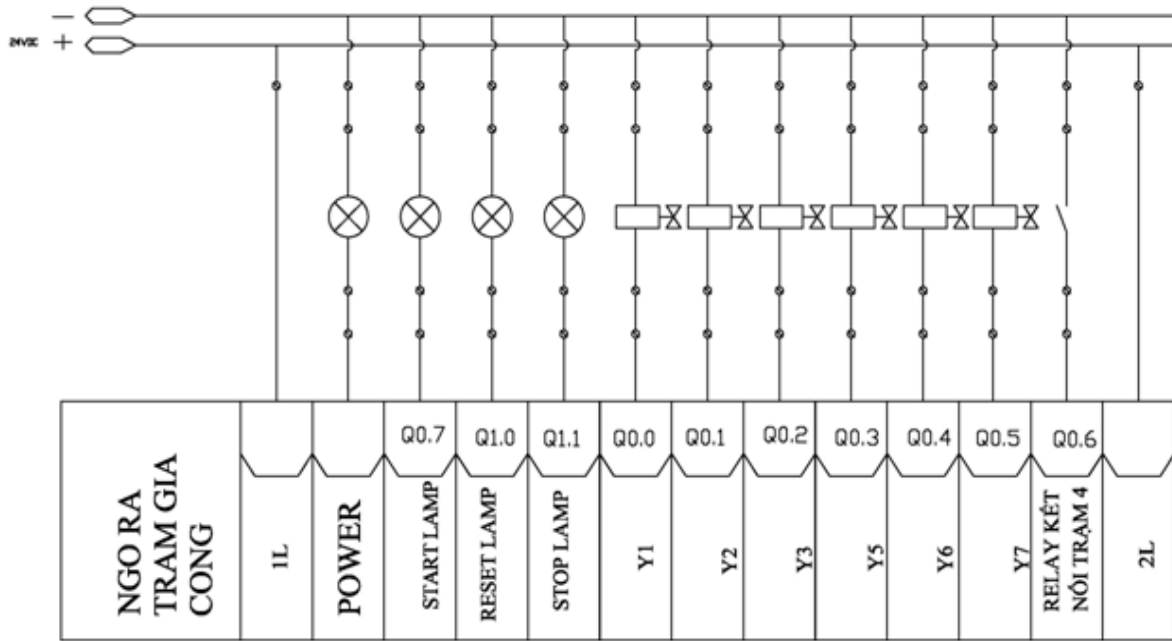 —
24VDC +
Q0.7 Q1.0 Q1.1 Q0.0 Q0.1 Q0.2 Q0.3 Q0.4 Q0.5 Q0.6
NGO RA
TRAM GIA
CONG
1L
POWER
START LAMP
RESET LAMP
STOP LAMP
Y1
Y2
Y3
Y5
Y6
Y7
RELAY KẾT
NỐI TRẠM 4
2L